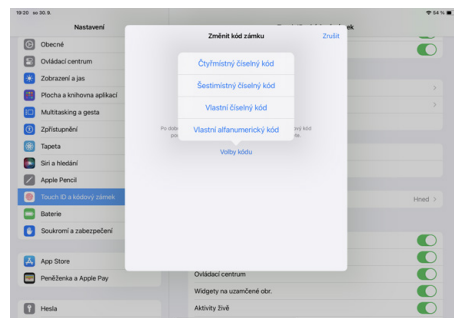 19:20 so 30. 9.
54 %
Nastavení
Změnit kód zámku
Zrušit
Obecné
Ovládací centrum
Zobrazení a jas
Plocha a knihovna aplikací
Multitasking a gesta
Zpřístupnění
Tapeta
Siri a hledání
Apple Pencil
Touch ID a kódový zámek
Baterie
Soukromí a zabezpečení
App Store
Peněženka a Apple Pay
Hesla
Čtyřmístný číselný kód
Šestimístný číselný kód
Vlastní číselný kód
Vlastní alfanumerický kód
Volby kódu
Hned
Ovládací centrum
Widgety na uzamčené obr.
Aktivity živě